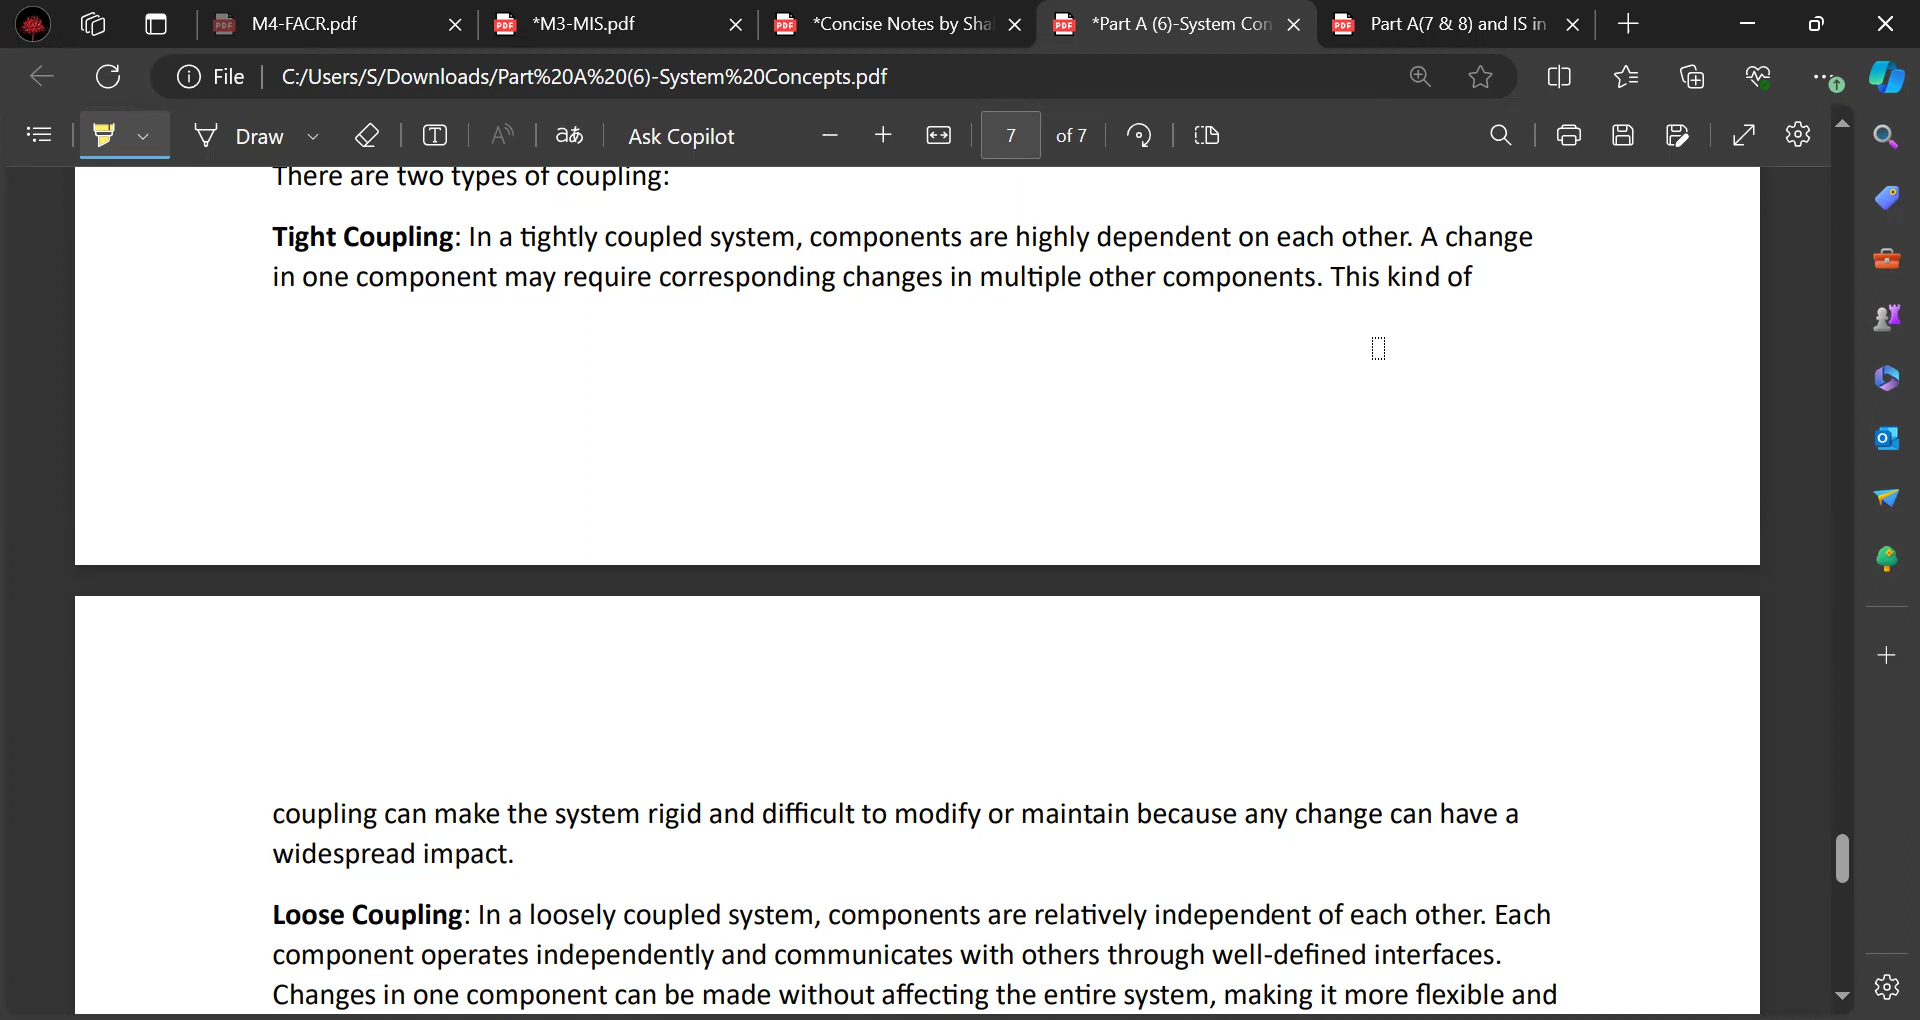 M4-FACR.pdf
*M3-MIS.pdf
*Concise Notes by Sha
*Part A (6)-System Con
Part A(7 & 8) and IS in
File
C:/Users/S/Downloads/Part%20A%20(6)-System%20Concepts.pdf
Draw
Ask Copilot
7 of 7
There are two types of coupling:
Tight Coupling: In a tightly coupled system, components are highly dependent on each other. A change
in one component may require corresponding changes in multiple other components. This kind of
coupling can make the system rigid and difficult to modify or maintain because any change can have a
widespread impact.
Loose Coupling: In a loosely coupled system, components are relatively independent of each other. Each
component operates independently and communicates with others through well-defined interfaces.
Changes in one component can be made without affecting the entire system, making it more flexible and